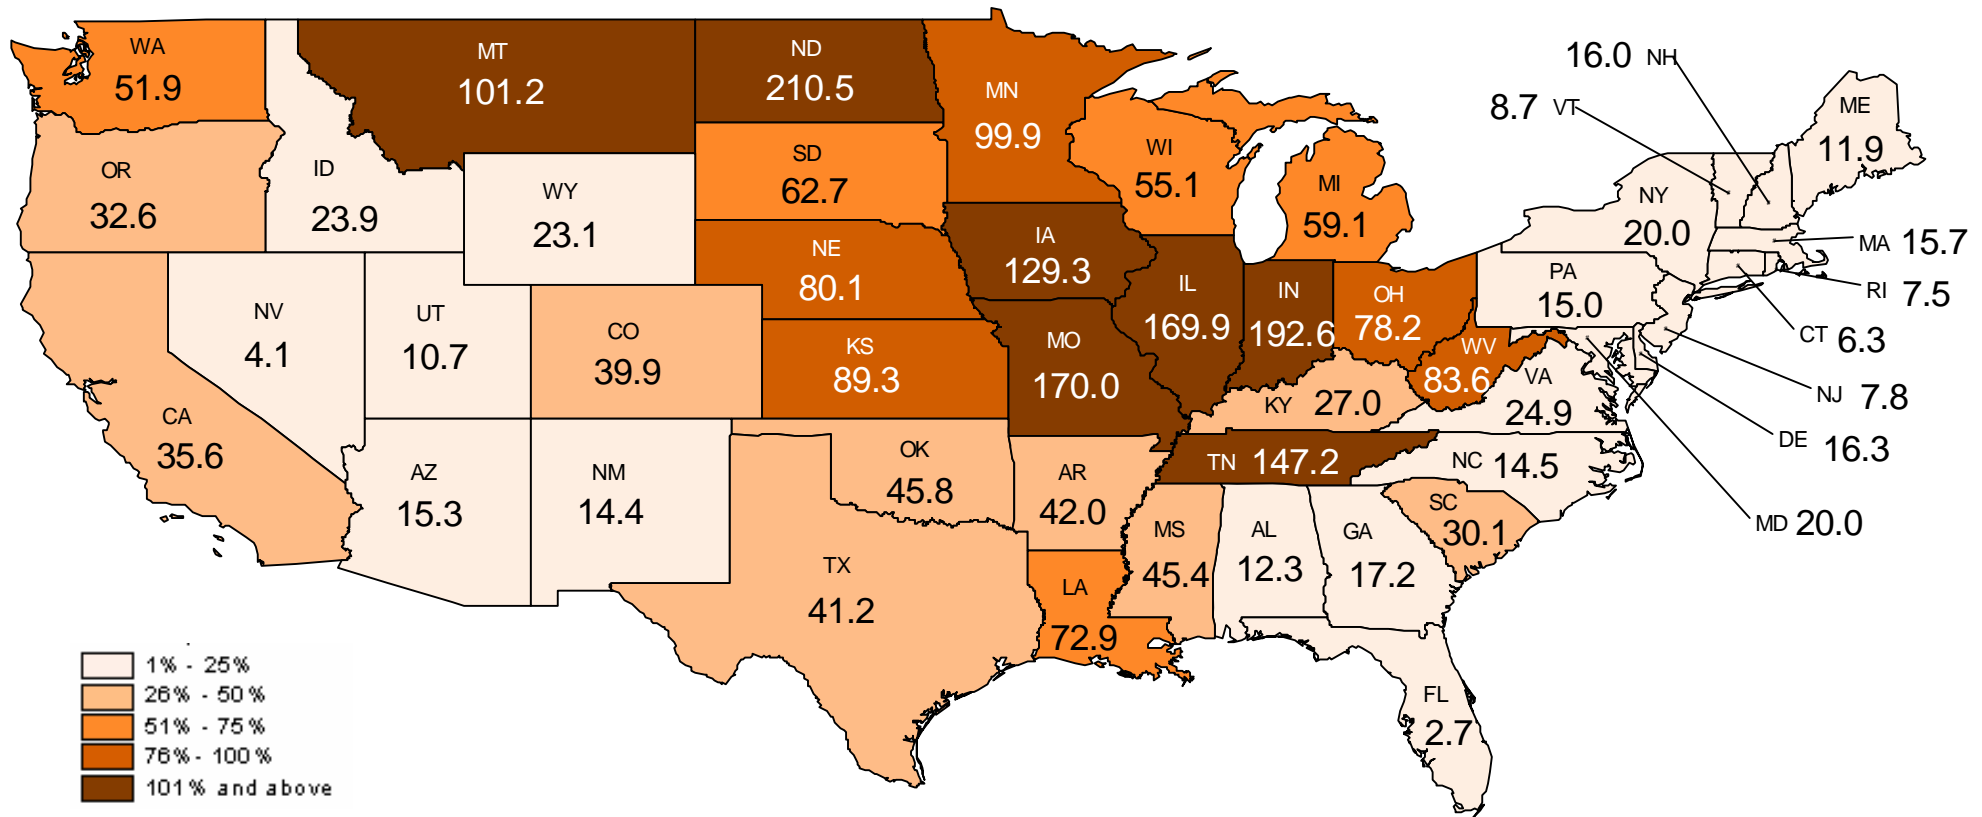 WA
51.9
MT
101.2
ND
210.5
MN
99.9
16.0 NH
8.7 VT
ME
11.9
OR
32.6
ID
23.9
WY
23.1
SD
62.7
WI
55.1
MI
59.1
NY
20.0
MA 15.7
RI 7.5
CT 6.3
NJ 7.8
DE 16.3
MD 20.0
NV
4.1
UT
10.7
CO
39.9
NE
80.1
KS
89.3
IA
129.3
MO
170.0
IL
169.9
IN
192.6
OH
78.2
PA
15.0
WV
83.6
VA
24.9
KY 27.0
CA
35.6
AZ
15.3
NM
14.4
OK
45.8
AR
42.0
TN 147.2
NC 14.5
SC
30.1
TX
41.2
LA
72.9
MS
45.4
AL
12.3
GA
17.2
FL
2.7
1% - 25%
26% - 50%
51% - 75%
76% - 100%
101% and above